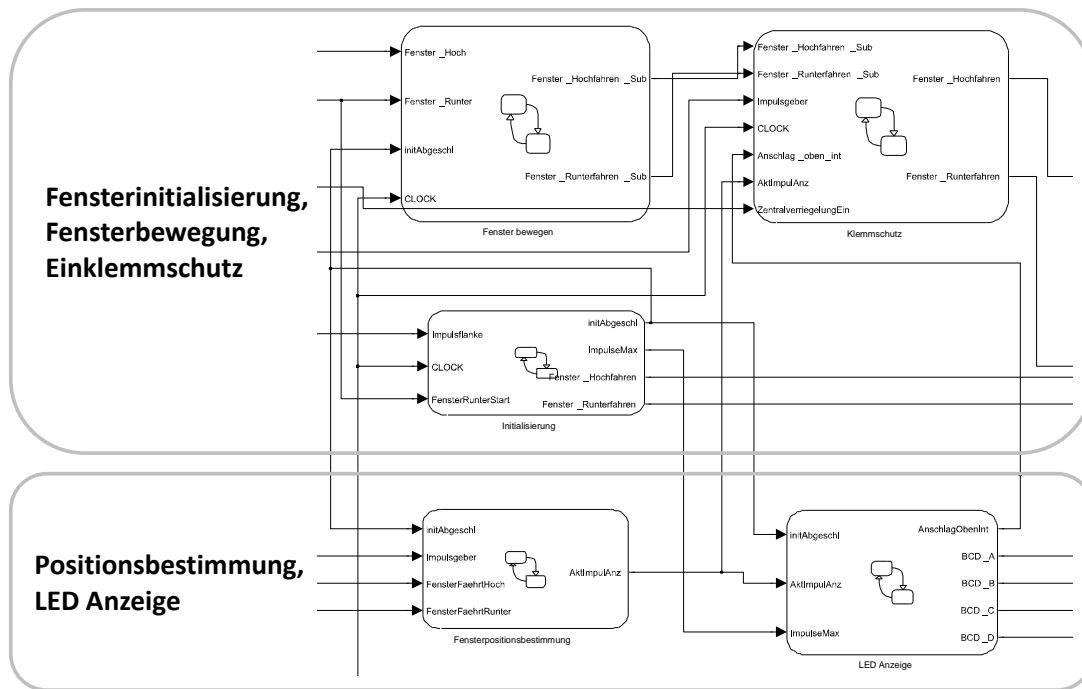 Fensterinitialisierung,
Fensterbewegung,
Einklemmschutz
Fenster _Hoch
Fenster _Runter
initAbgeschl
CLOCK
Fenster _Hochfahren _Sub
Fenster _Runterfahren _Sub
Fenster bewegen
Fenster _Hochfahren _Sub
Fenster _Runterfahren _Sub
Impulsgeber
CLOCK
Anschlag _oben_int
AktImpulAnz
ZentralverriegelungEin
Fenster _Hochfahren
Fenster _Runterfahren
Klemmschutz
Impulsflanke
CLOCK
FensterRunterStart
initAbgeschl
ImpulseMax
Fenster _Hochfahren
Fenster _Runterfahren
Initialisierung
Positionsbestimmung,
LED Anzeige
initAbgeschl
Impulsgeber
FensterFaehrtHoch
FensterFaehrtRunter
AktImpulAnz
Fensterpositionsbestimmung
initAbgeschl
AktImpulAnz
ImpulseMax
AnschlagObenInt
BCD _A
BCD _B
BCD _C
BCD _D
LED Anzeige